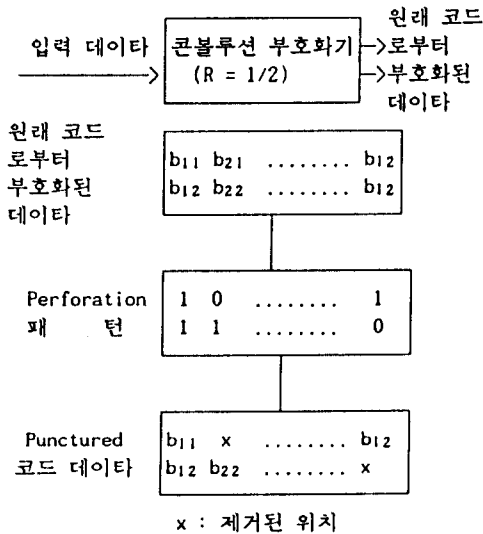 입력 데이타
콘볼루션 부호화기
(R = 1/2)
원래 코드
로부터
부호화된
데이타
원래 코드
로부터
부호화된
데이타
b11 b21 ........ b12
b12 b22 ........ b12
Perforation
패 턴
1 0 ........ 1
1 1 ........ 0
Punctured
코드 데이타
b11 x ........ b12
b12 b22 ........ x
x : 제거된 위치